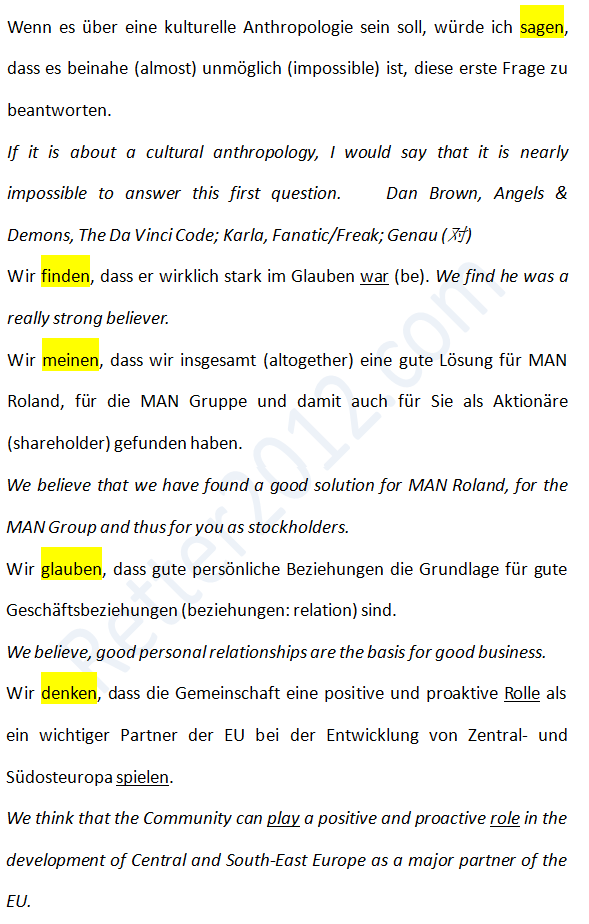 Wenn es über eine kulturelle Anthropologie sein soll, würde ich sagen,
dass es beinahe (almost) unmöglich (impossible) ist, diese erste Frage zu
beantworten.
If it is about a cultural anthropology, I would say that it is nearly
impossible to answer this first question. Dan Brown, Angels &
Demons, The Da Vinci Code; Karla, Fanatic/Freak; Genau (对)
Wir finden, dass er wirklich stark im Glauben war (be). We find he was a
really strong believer.
Wir meinen, dass wir insgesamt (altogether) eine gute Lösung für MAN
Roland, für die MAN Gruppe und damit auch für Sie als Aktionäre
(shareholder) gefunden haben.
We believe that we have found a good solution for MAN Roland, for the
MAN Group and thus for you as stockholders.
Wir glauben, dass gute persönliche Beziehungen die Grundlage für gute
Geschäftsbeziehungen (beziehungen: relation) sind.
We believe, good personal relationships are the basis for good business.
Wir denken, dass die Gemeinschaft eine positive und proaktive Rolle als
ein wichtiger Partner der EU bei der Entwicklung von Zentral- und
Südosteuropa spielen.
We think that the Community can play a positive and proactive role in the
development of Central and South-East Europe as a major partner of the
EU.
Retter2012.com